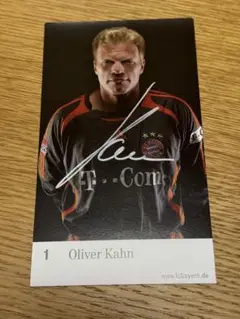 T · · Com
1 Oliver Kahn
www.fcbayern.de